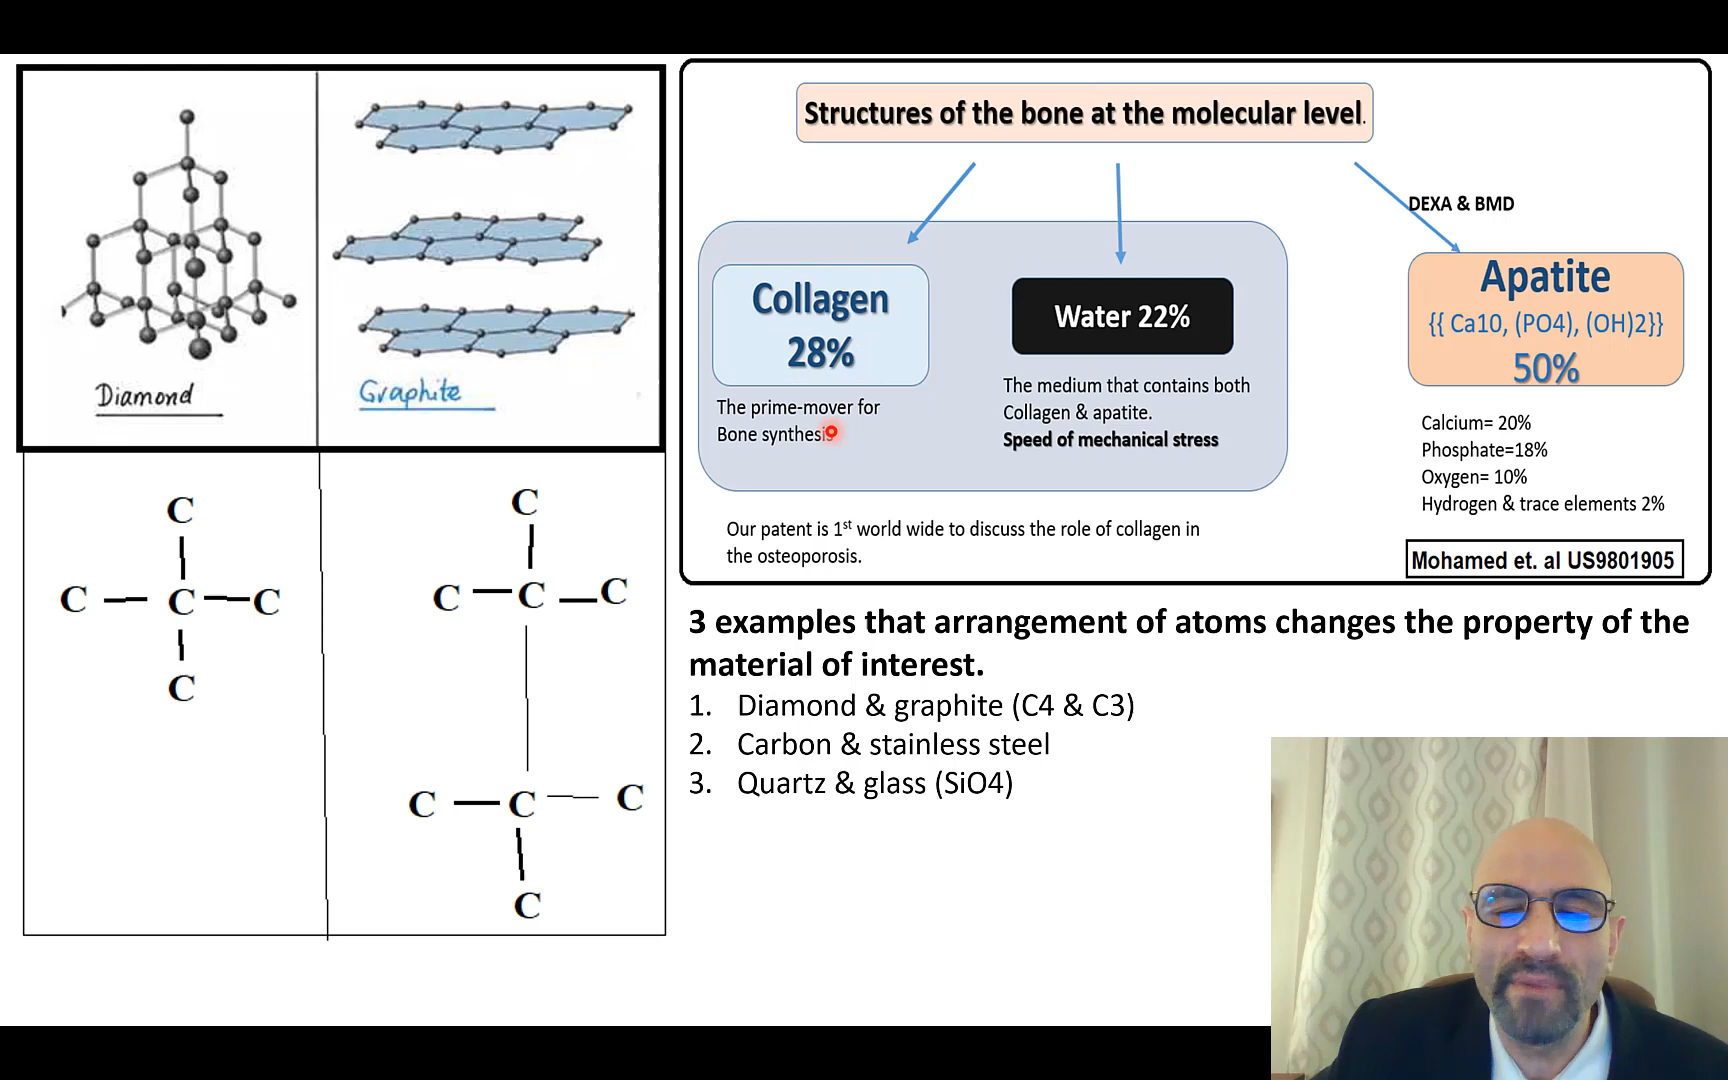 Diamond
Graphite
C
C C C
C
C
C C C
C C C
C
Structures of the bone at the molecular level.
DEXA & BMD
Collagen
28%
The prime-mover for
Bone synthesis
Water 22%
The medium that contains both
Collagen & apatite.
Speed of mechanical stress
Apatite
{{ Ca10, (PO4), (OH)2}}
50%
Calcium= 20%
Phosphate=18%
Oxygen= 10%
Hydrogen & trace elements 2%
Our patent is 1st world wide to discuss the role of collagen in
the osteoporosis.
Mohamed et. al US9801905
3 examples that arrangement of atoms changes the property of the
material of interest.
1. Diamond & graphite (C4 & C3)
2. Carbon & stainless steel
3. Quartz & glass (SiO4)